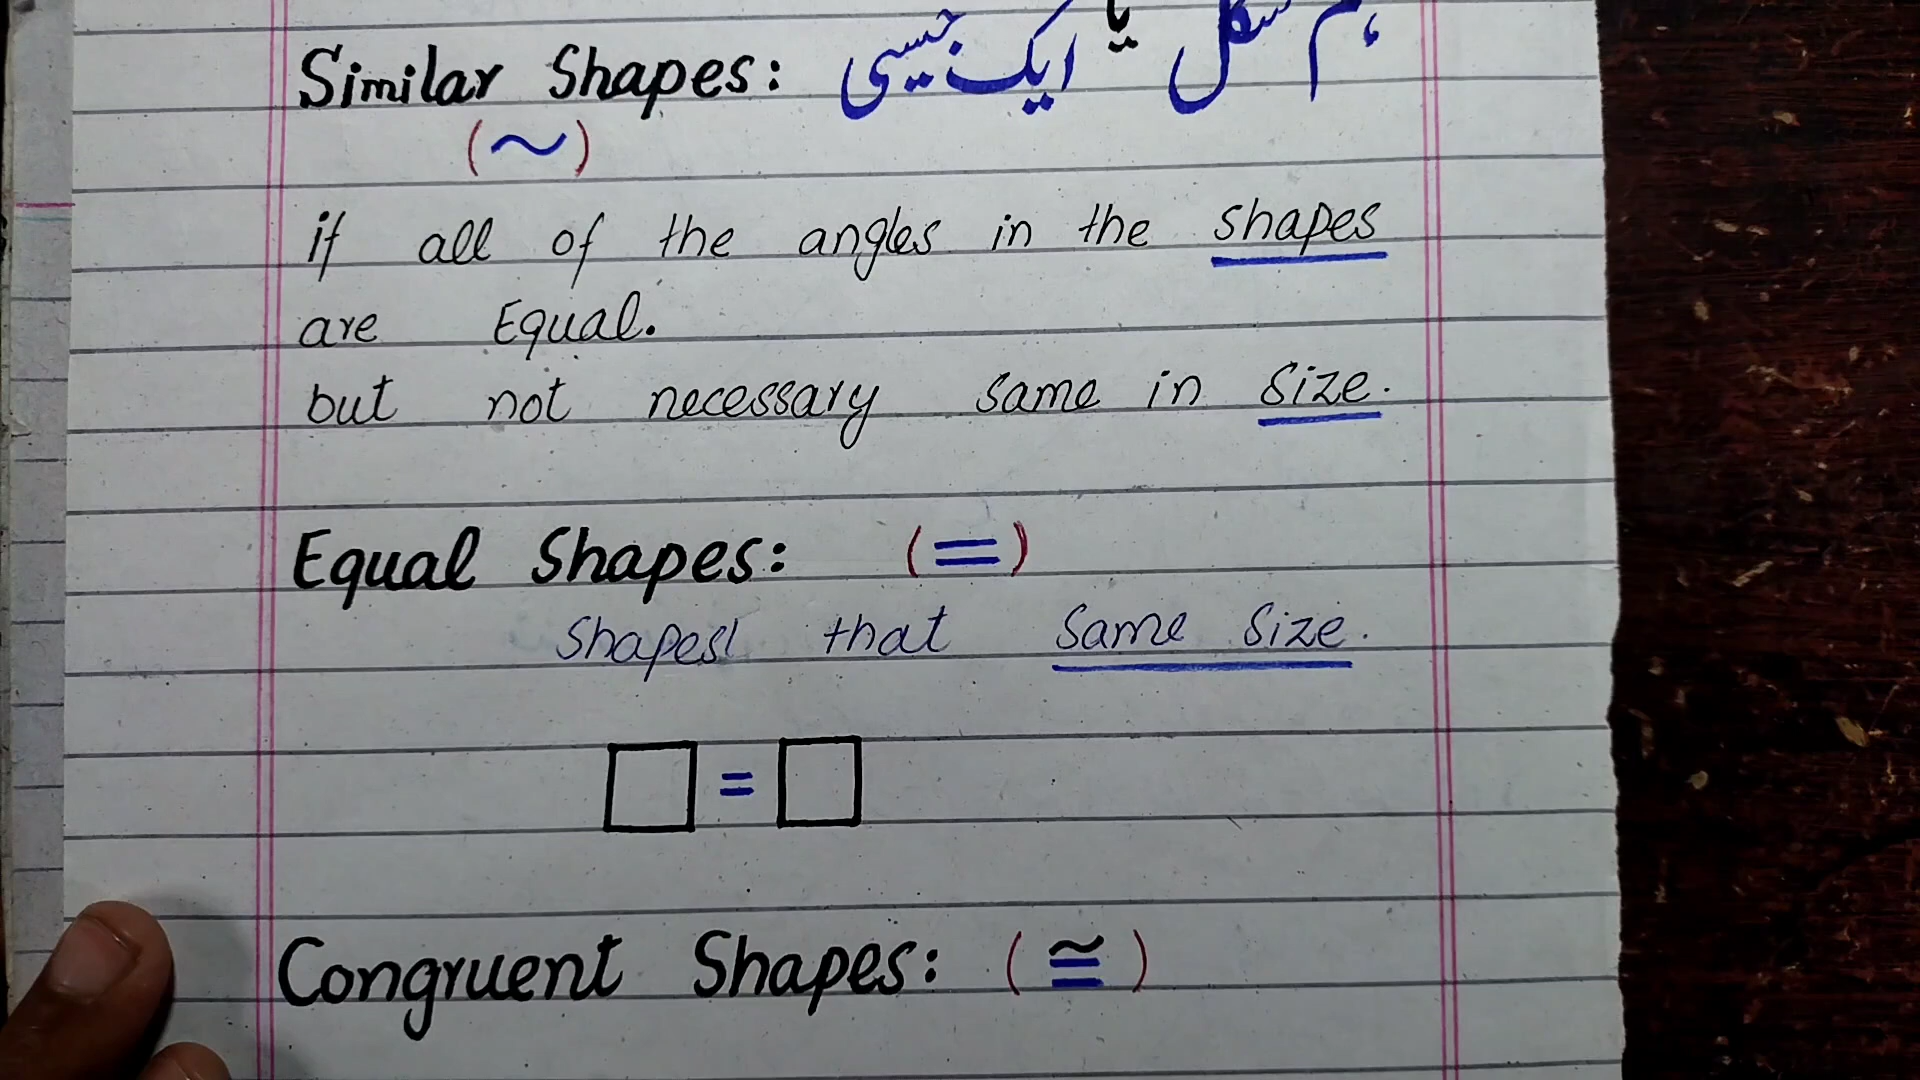 Similar Shapes: ہم شکل یا ایک جیسی
(~)
if all of the angles in the shapes
are Equal.
but not necessary same in size.
Equal Shapes: (=)
Shapes that same size.
=
Congruent Shapes: (≅)